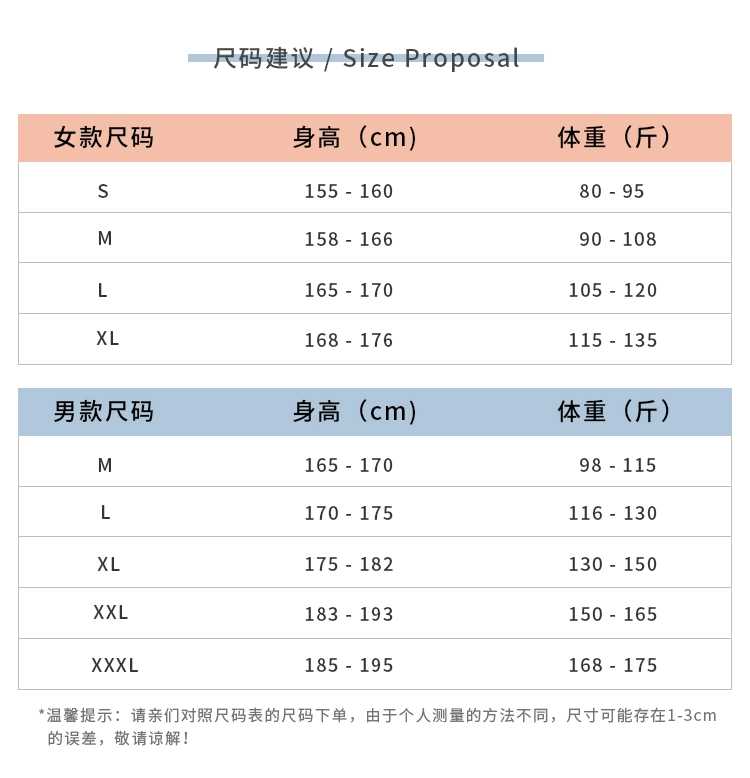 尺码建议 / Size Proposal
女款尺码 身高（cm) 体重（斤）
S 155 - 160 80 - 95
M 158 - 166 90 - 108
L 165 - 170 105 - 120
XL 168 - 176 115 - 135
男款尺码 身高（cm) 体重（斤）
M 165 - 170 98 - 115
L 170 - 175 116 - 130
XL 175 - 182 130 - 150
XXL 183 - 193 150 - 165
XXXL 185 - 195 168 - 175
*温馨提示：请亲们对照尺码表的尺码下单，由于个人测量的方法不同，尺寸可能存在1-3cm
的误差，敬请谅解！